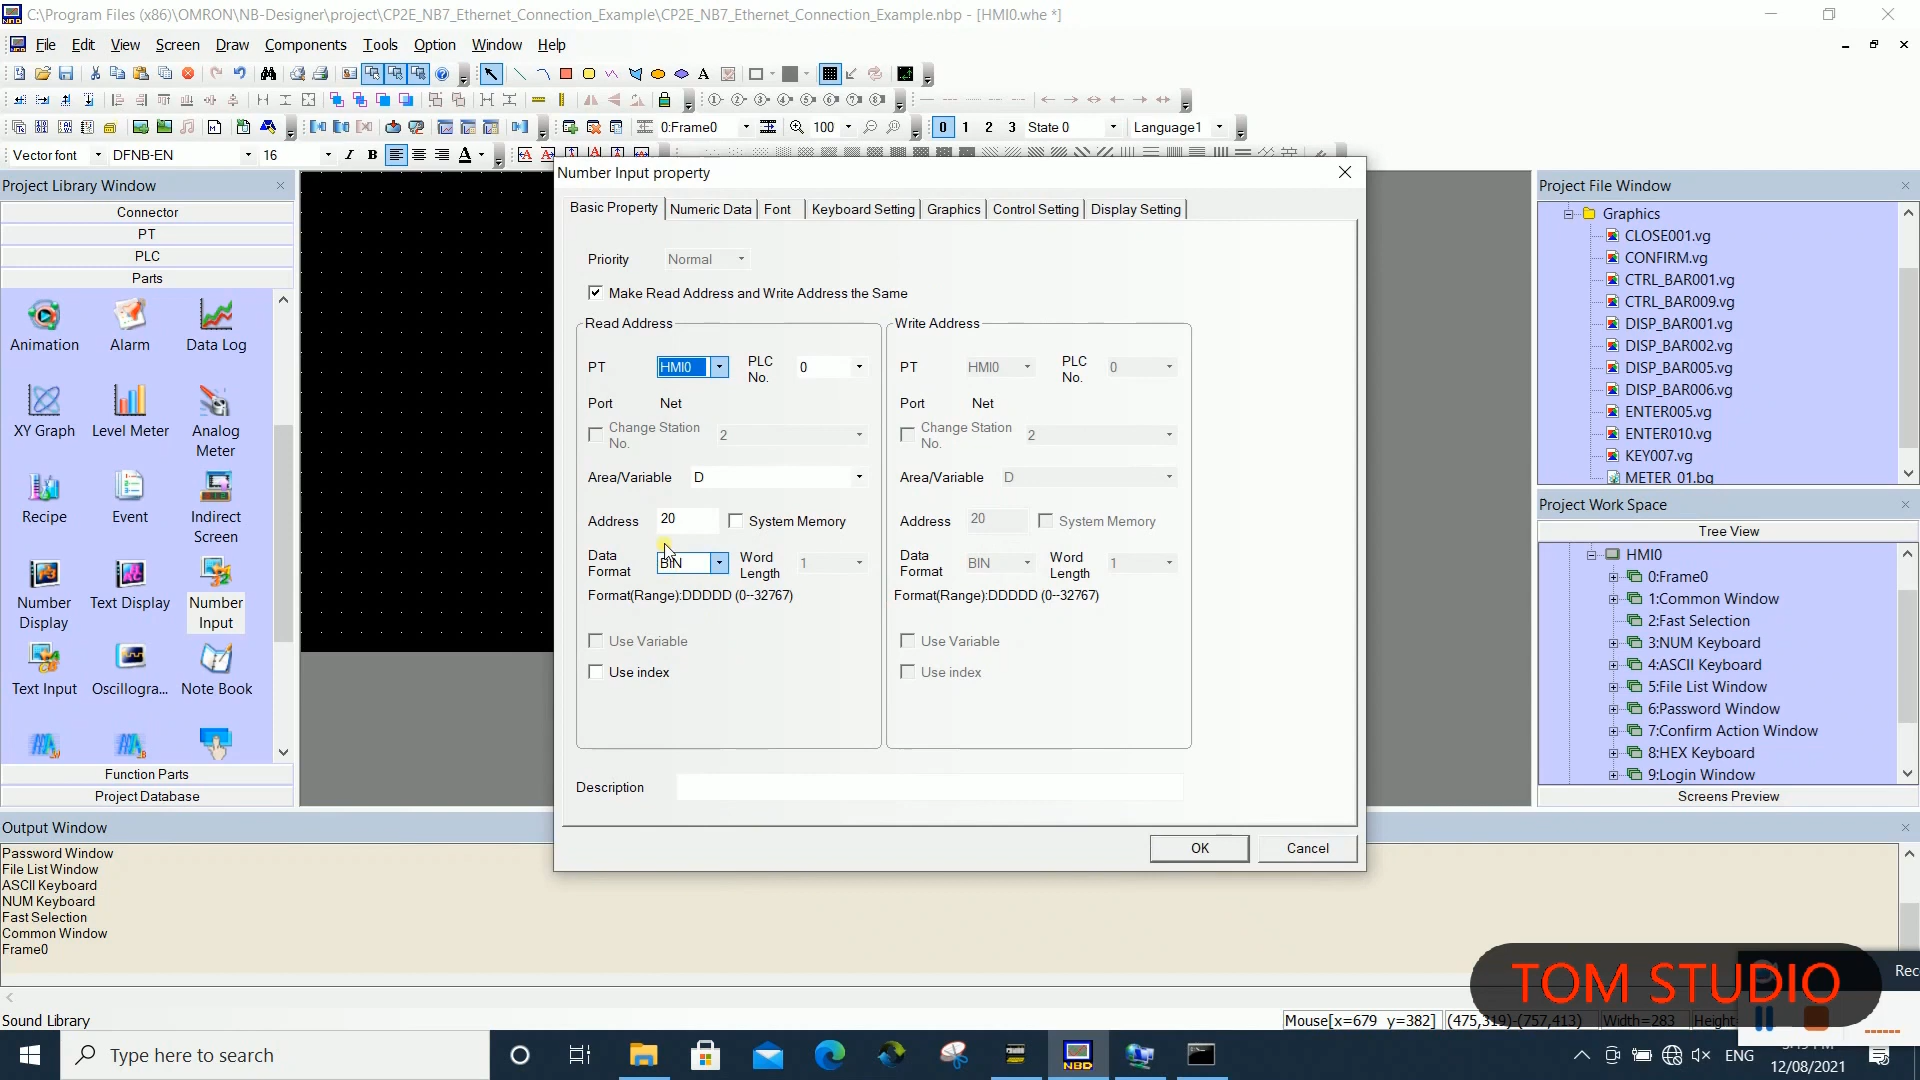 C:\Program Files (x86)\OMRON\NB-Designer\project\CP2E_NB7_Ethernet_Connection_Example\CP2E_NB7_Ethernet_Connection_Example.nbp - [HMI0.whe *]
File Edit View Screen Draw Components Tools Option Window Help
0:Frame0 100 0 1 2 3 State 0 Language1
Vector font DFNB-EN 16
Project Library Window
Connector
PT
PLC
Parts
Animation Alarm Data Log
XY Graph Level Meter Analog Meter
Recipe Event Indirect Screen
Number Display Text Display Number Input
Text Input Oscillogra... Note Book
Function Parts
Project Database
Number Input property
Basic Property Numeric Data Font Keyboard Setting Graphics Control Setting Display Setting
Priority Normal
Make Read Address and Write Address the Same
Read Address
PT HMI0 PLC No. 0
Port Net
Change Station No. 2
Area/Variable D
Address 20 System Memory
Data Format BIN Word Length 1
Format(Range):DDDDD (0--32767)
Use Variable
Use index
Write Address
PT HMI0 PLC No. 0
Port Net
Change Station No. 2
Area/Variable D
Address 20 System Memory
Data Format BIN Word Length 1
Format(Range):DDDDD (0--32767)
Use Variable
Use index
Description
OK Cancel
Project File Window
Graphics
CLOSE001.vg
CONFIRM.vg
CTRL_BAR001.vg
CTRL_BAR009.vg
DISP_BAR001.vg
DISP_BAR002.vg
DISP_BAR005.vg
DISP_BAR006.vg
ENTER005.vg
ENTER010.vg
KEY007.vg
METER_01.bg
Project Work Space
Tree View
HMI0
0:Frame0
1:Common Window
2:Fast Selection
3:NUM Keyboard
4:ASCII Keyboard
5:File List Window
6:Password Window
7:Confirm Action Window
8:HEX Keyboard
9:Login Window
Screens Preview
Output Window
Password Window
File List Window
ASCII Keyboard
NUM Keyboard
Fast Selection
Common Window
Frame0
TOM STUDIO
Rec
Sound Library
Mouse[x=679 y=382] (475,319)-(757,413) Width=283 Height
Type here to search
NBD
ENG
12/08/2021